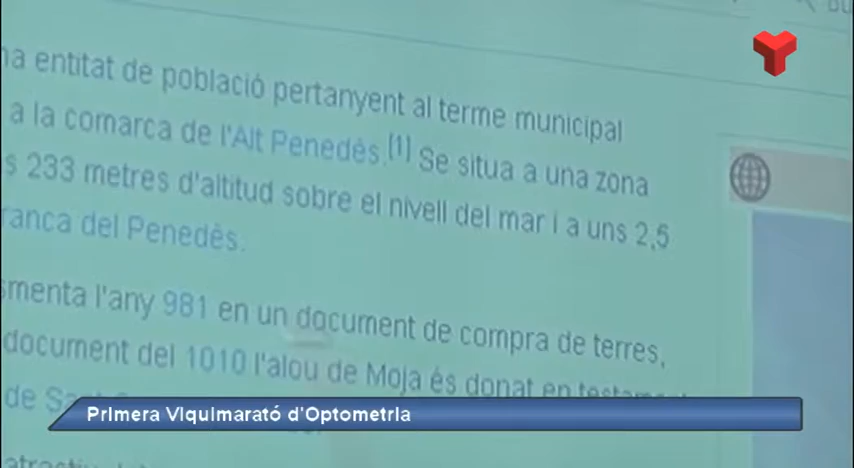 na entitat de població pertanyent al terme municipal
a la comarca de l'Alt Penedès.[1] Se situa a una zona
s 233 metres d'altitud sobre el nivell del mar i a uns 2,5
ranca del Penedès.
smenta l'any 981 en un document de compra de terres,
document del 1010 l'alou de Moja és donat en testament
de
Primera Viquimarató d'Optometria